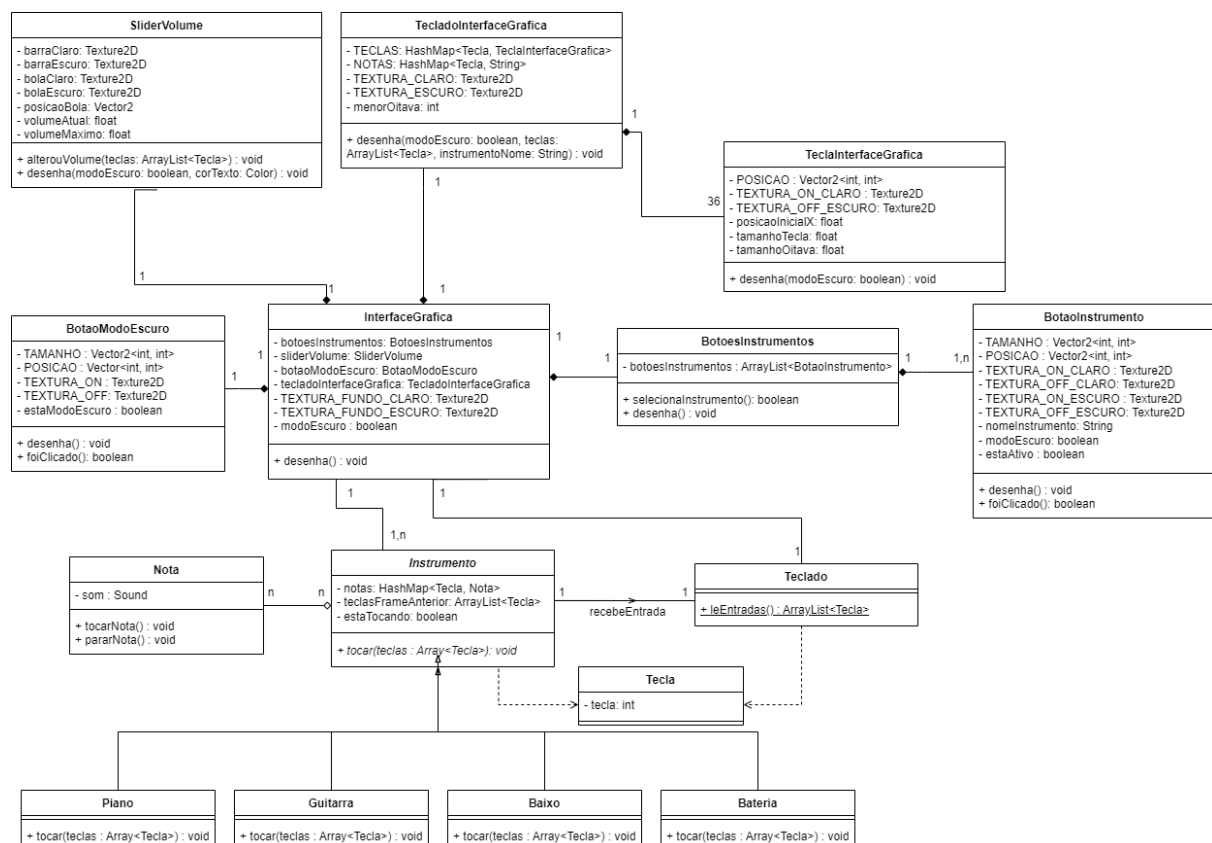 SliderVolume
- barraClaro: Texture2D
- barraEscuro: Texture2D
- bolaClaro: Texture2D
- bolaEscuro: Texture2D
- posicaoBola: Vector2
- volumeAtual: float
- volumeMaximo: float
+ alterouVolume(teclas: ArrayList<Tecla>) : void
+ desenha(modoEscuro: boolean, corTexto: Color) : void
TecladoInterfaceGrafica
- TECLAS: HashMap<Tecla, TeclaInterfaceGrafica>
- NOTAS: HashMap<Tecla, String>
- TEXTURA_CLARO: Texture2D
- TEXTURA_ESCURO: Texture2D
- menorOitava: int
+ desenha(modoEscuro: boolean, teclas:
ArrayList<Tecla>, instrumentoNome: String) : void
1
36
TeclaInterfaceGrafica
- POSICAO : Vector2<int, int>
- TEXTURA_ON_CLARO : Texture2D
- TEXTURA_OFF_ESCURO: Texture2D
- posicaoInicialX: float
- tamanhoTecla: float
- tamanhoOitava: float
+ desenha(modoEscuro: boolean) : void
1
1
1
1
BotaoModoEscuro
- TAMANHO : Vector2<int, int>
- POSICAO : Vector<int, int>
- TEXTURA_ON : Texture2D
- TEXTURA_OFF: Texture2D
- estaModoEscuro : boolean
+ desenha() : void
+ foiClicado(): boolean
1
1
InterfaceGrafica
- botoesInstrumentos: BotoesInstrumentos
- sliderVolume: SliderVolume
- botaoModoEscuro: BotaoModoEscuro
- tecladoInterfaceGrafica: TecladoInterfaceGrafica
- TEXTURA_FUNDO_CLARO: Texture2D
- TEXTURA_FUNDO_ESCURO: Texture2D
- modoEscuro : boolean
+ desenha() : void
1
1
BotoesInstrumentos
- botoesInstrumentos : ArrayList<BotaoInstrumento>
+ selecionaInstrumento(): boolean
+ desenha() : void
1
1,n
BotaoInstrumento
- TAMANHO : Vector2<int, int>
- POSICAO : Vector2<int, int>
- TEXTURA_ON_CLARO : Texture2D
- TEXTURA_OFF_CLARO: Texture2D
- TEXTURA_ON_ESCURO : Texture2D
- TEXTURA_OFF_ESCURO: Texture2D
- nomeInstrumento: String
- modoEscuro: boolean
- estaAtivo : boolean
+ desenha() : void
+ foiClicado(): boolean
1
1
1,n
1
Nota
- som : Sound
+ tocarNota() : void
+ pararNota() : void
n
n
Instrumento
- notas: HashMap<Tecla, Nota>
- teclasFrameAnterior: ArrayList<Tecla>
- estaTocando: boolean
+ tocar(teclas : Array<Tecla>): void
1
1
recebeEntrada
Teclado
+ leEntradas() : ArrayList<Tecla>
Tecla
- tecla: int
Piano
+ tocar(teclas : Array<Tecla>) : void
Guitarra
+ tocar(teclas : Array<Tecla>) : void
Baixo
+ tocar(teclas : Array<Tecla>) : void
Bateria
+ tocar(teclas : Array<Tecla>) : void